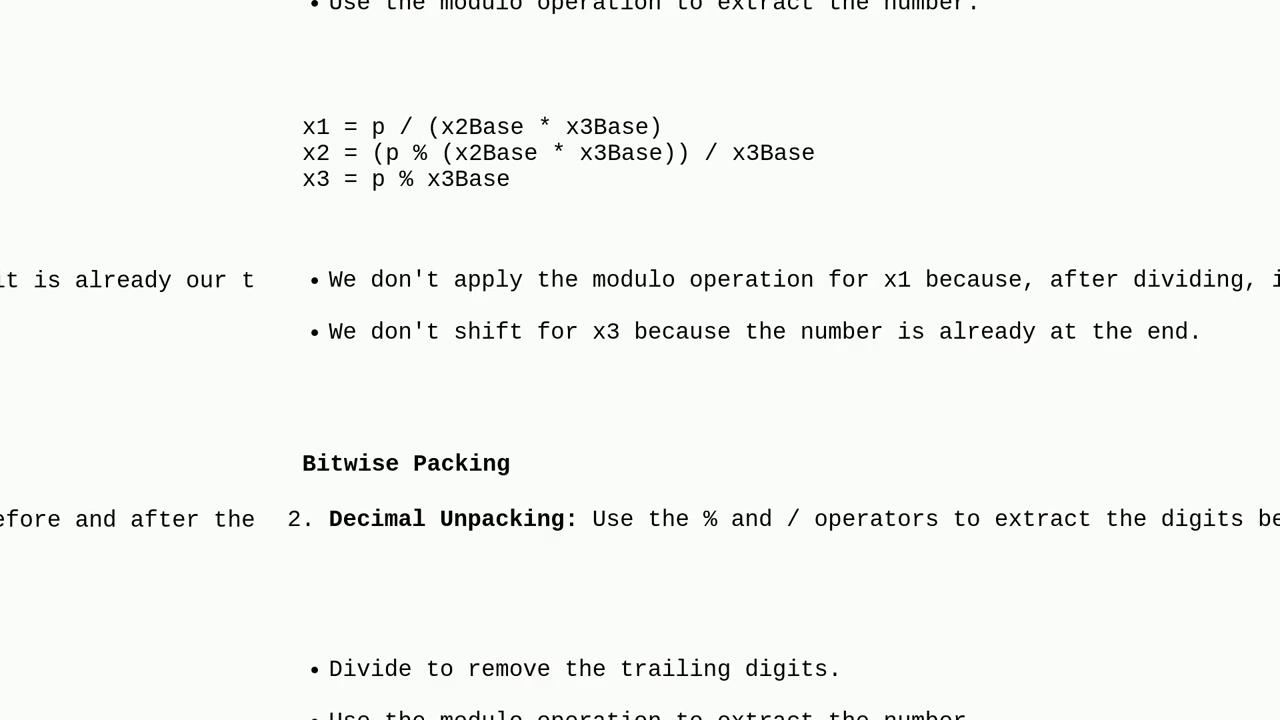 • Use the modulo operation to extract the number.
x1 = p / (x2Base * x3Base)
x2 = (p % (x2Base * x3Base)) / x3Base
x3 = p % x3Base
it is already our t
• We don't apply the modulo operation for x1 because, after dividing, i
• We don't shift for x3 because the number is already at the end.
Bitwise Packing
efore and after the
2. Decimal Unpacking: Use the % and / operators to extract the digits be
• Divide to remove the trailing digits.
• Use the modulo operation to extract the number.